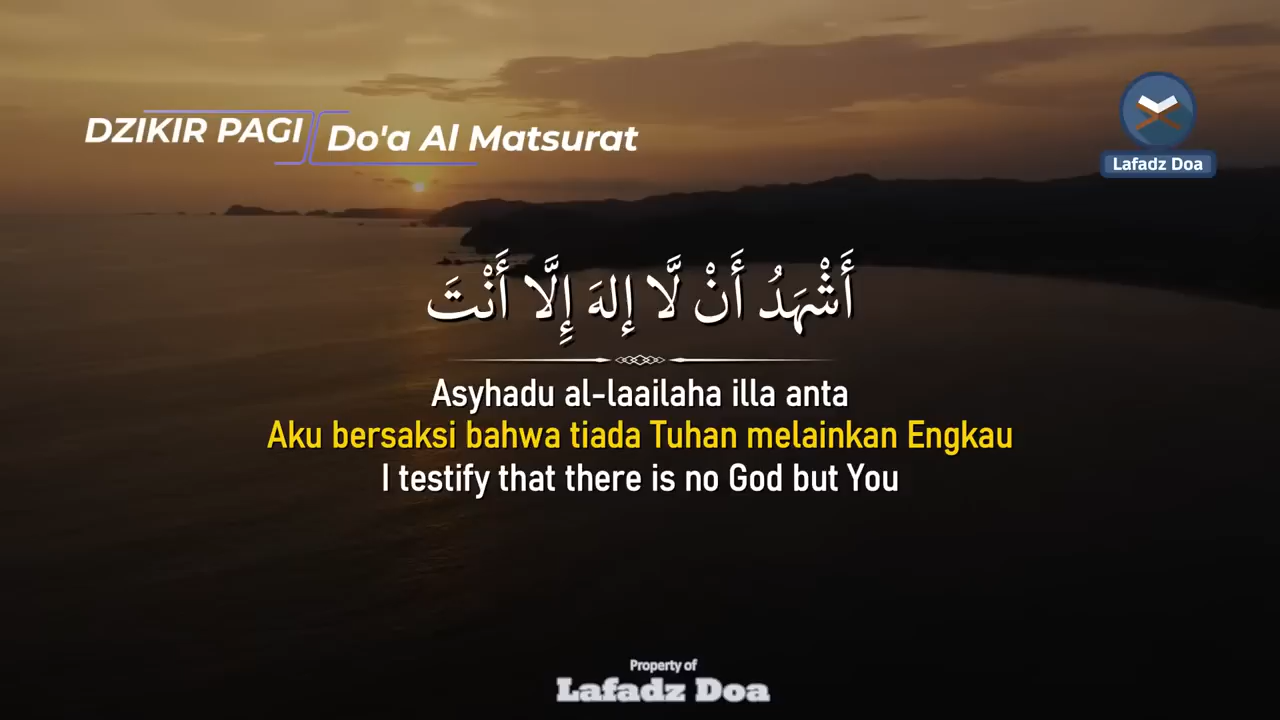 DZIKIR PAGI
Do'a Al Matsurat
Lafadz Doa
أَشْهَدُ أَنْ لَّا إِلهَ إِلَّا أَنْتَ
Asyhadu al-laailaha illa anta
Aku bersaksi bahwa tiada Tuhan melainkan Engkau
I testify that there is no God but You
Property of
Lafadz Doa